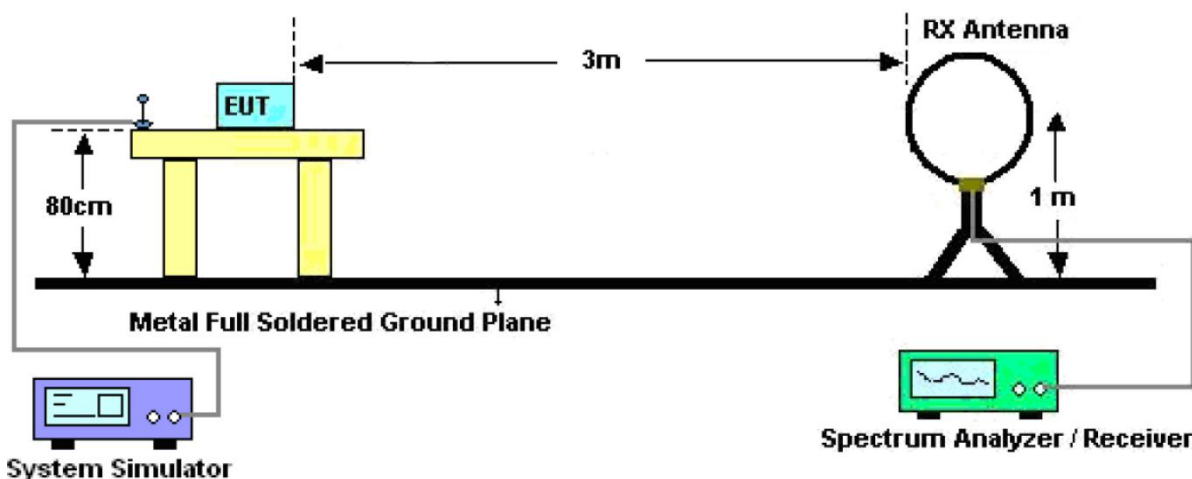 RX Antenna
3m
EUT
80cm
1 m
Metal Full Soldered Ground Plane
Spectrum Analyzer / Receiver
System Simulator